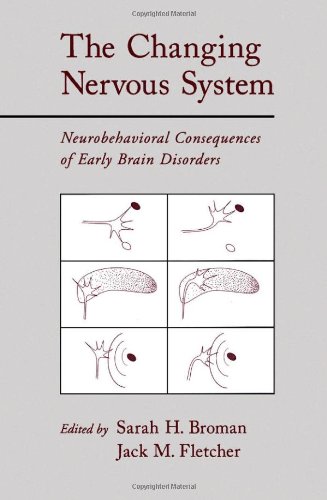 The Changing
Nervous System
Neurobehavioral Consequences
of Early Brain Disorders
Edited by Sarah H. Broman
Jack M. Fletcher